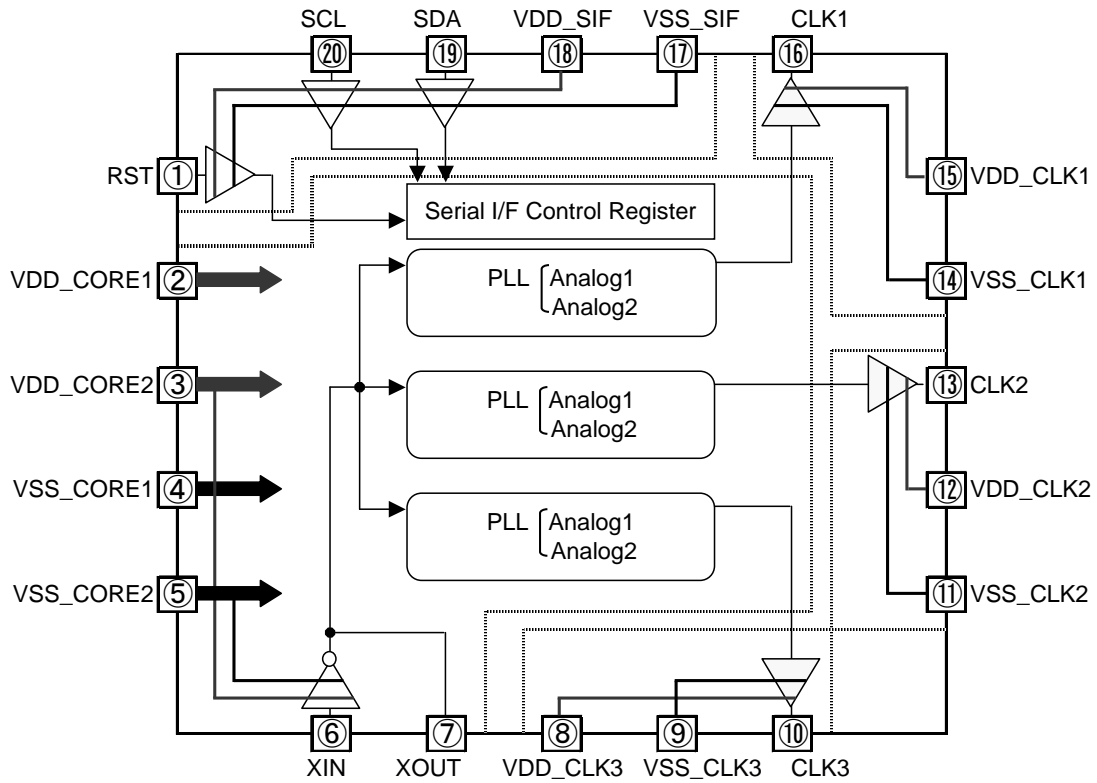 SCL SDA VDD_SIF VSS_SIF CLK1
⑳ ⑲ ⑱ ⑰ ⑯
RST ① ⑮ VDD_CLK1
Serial I/F Control Register
VDD_CORE1 ② ⑭ VSS_CLK1
PLL Analog1
Analog2
VDD_CORE2 ③ ⑬ CLK2
PLL Analog1
Analog2
VSS_CORE1 ④ ⑫ VDD_CLK2
PLL Analog1
Analog2
VSS_CORE2 ⑤ ⑪ VSS_CLK2
⑥ ⑦ ⑧ ⑨ ⑩
XIN XOUT VDD_CLK3 VSS_CLK3 CLK3